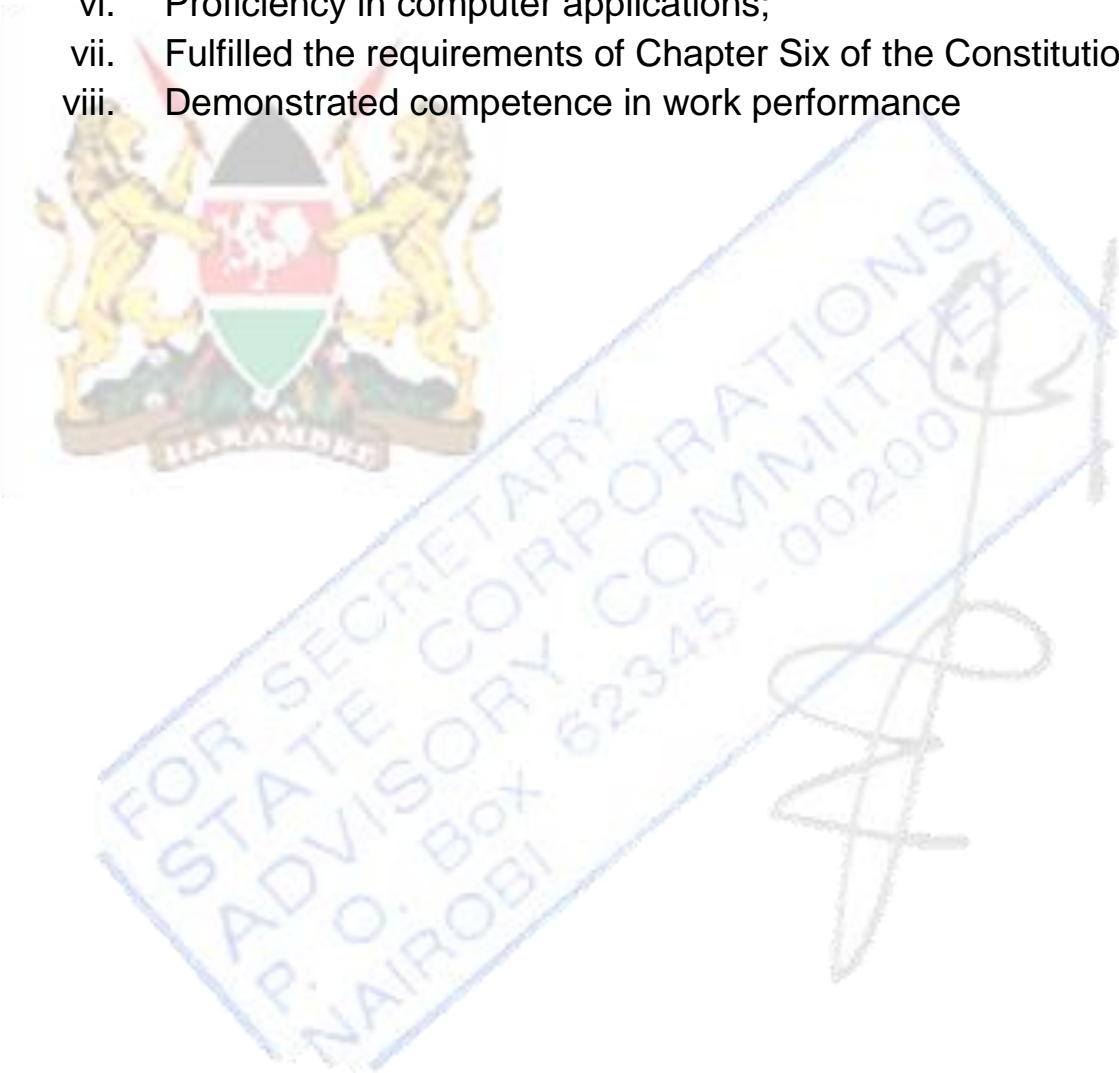 vi. Proficiency in computer applications;
vii. Fulfilled the requirements of Chapter Six of the Constitutio
viii. Demonstrated competence in work performance
HARAMBEE
FOR SECRETARY
STATE CORPORATIONS
ADVISORY COMMITTEE
P. O. Box 62345 - 00200
NAIROBI